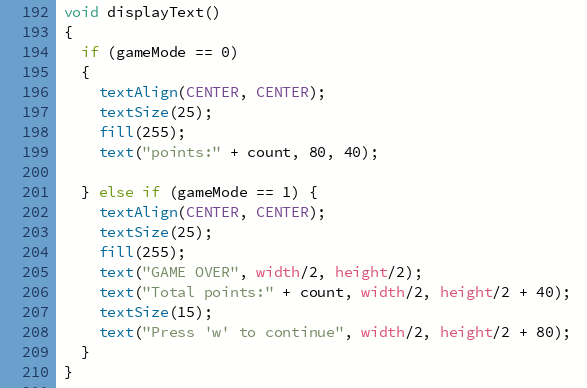 192 void displayText()
193 {
194   if (gameMode == 0)
195   {
196     textAlign(CENTER, CENTER);
197     textSize(25);
198     fill(255);
199     text("points:" + count, 80, 40);
200
201   } else if (gameMode == 1) {
202     textAlign(CENTER, CENTER);
203     textSize(25);
204     fill(255);
205     text("GAME OVER", width/2, height/2);
206     text("Total points:" + count, width/2, height/2 + 40);
207     textSize(15);
208     text("Press 'w' to continue", width/2, height/2 + 80);
209   }
210 }